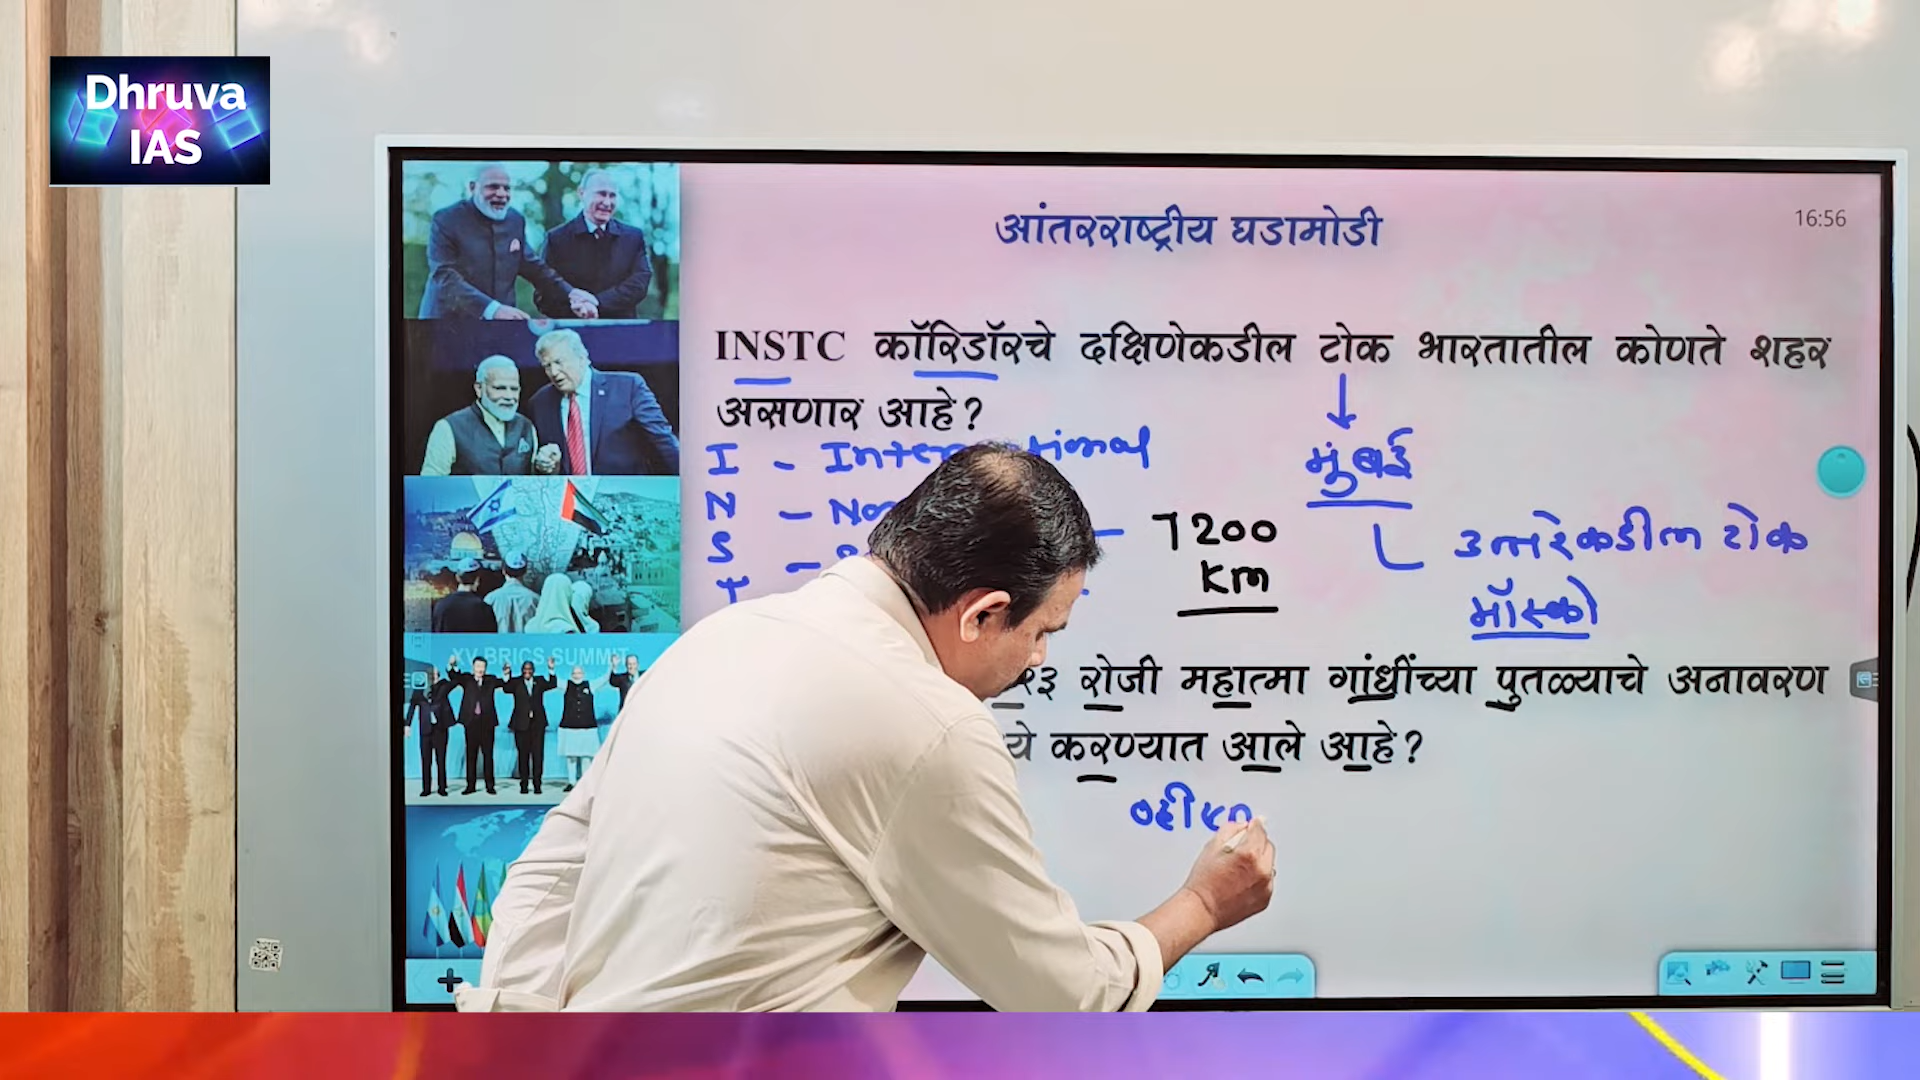 Dhruva
IAS
आंतरराष्ट्रीय घडामोडी
16:56
INSTC कॉरिडॉरचे दक्षिणेकडील टोक भारतातील कोणते शहर
असणार आहे?
I - International
मुंबई
N - No
7200
उत्तरेकडील टोक
S -
km
मॉस्को
XV BRICS SUMMIT
रोजी महात्मा गांधींच्या पुतळ्याचे अनावरण
करण्यात आले आहे?